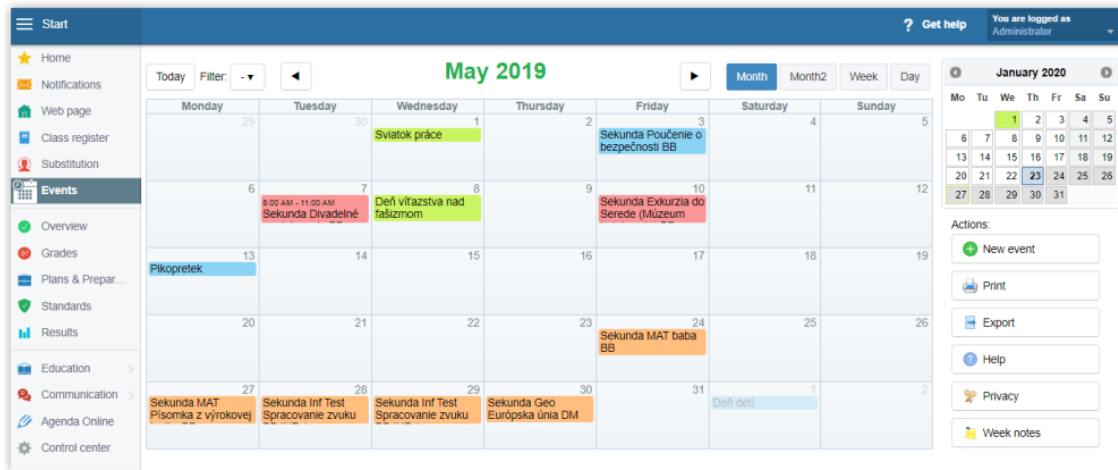 Start
? Get help
You are logged as
Administrator
Home
Notifications
Web page
Class register
Substitution
Events
Overview
Grades
Plans & Prepar...
Standards
Results
Education
Communication
Agenda Online
Control center
Today Filter: - May 2019 Month Month2 Week Day
Monday Tuesday Wednesday Thursday Friday Saturday Sunday
29 30 1 2 3 4 5
Sviatok práce
Sekunda Poučenie o
bezpečnosti BB
6 7 8 9 10 11 12
8:00 AM - 11:00 AM
Sekunda Divadelné
Deň víťazstva nad
fašizmom
Sekunda Exkurzia do
Serede (Múzeum
13 14 15 16 17 18 19
Pikopretek
20 21 22 23 24 25 26
Sekunda MAT baba
BB
27 28 29 30 31 1 2
Sekunda MAT
Písomka z výrokovej
Sekunda Inf Test
Spracovanie zvuku
Sekunda Inf Test
Spracovanie zvuku
Sekunda Geo
Európska únia DM
Deň detí
January 2020
Mo Tu We Th Fr Sa Su
1 2 3 4 5
6 7 8 9 10 11 12
13 14 15 16 17 18 19
20 21 22 23 24 25 26
27 28 29 30 31
Actions:
New event
Print
Export
Help
Privacy
Week notes